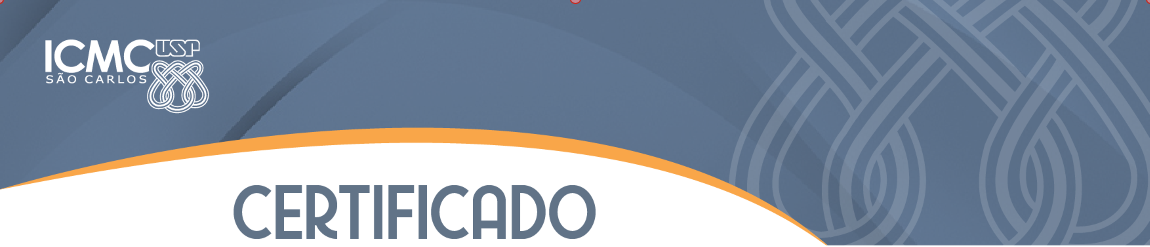 ICMC USP
SÃO CARLOS
CERTIFICADO